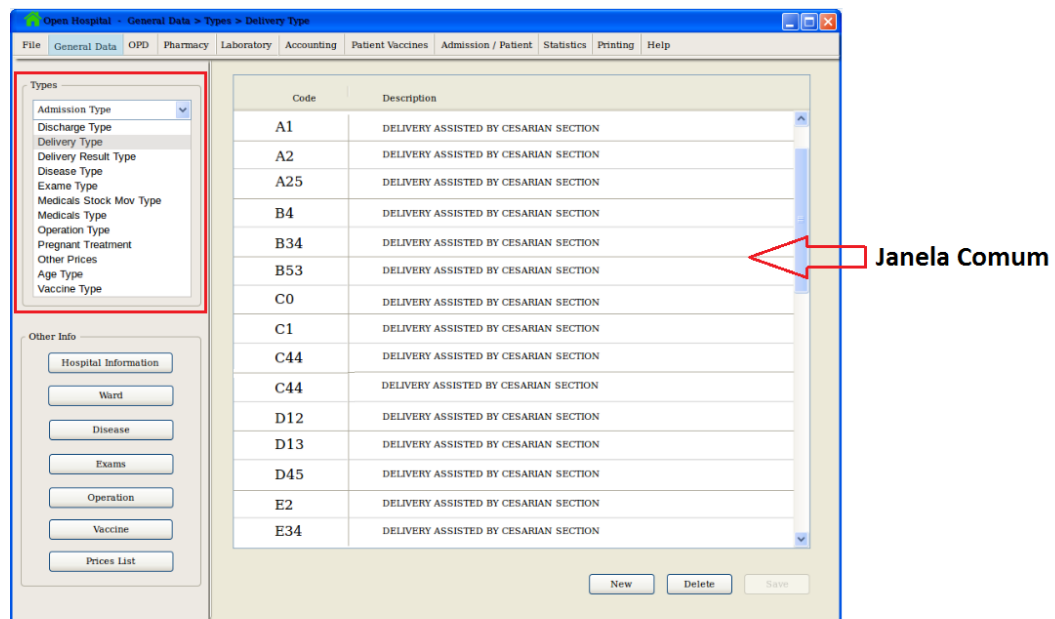 Open Hospital - General Data > Types > Delivery Type
File General Data OPD Pharmacy Laboratory Accounting Patient Vaccines Admission / Patient Statistics Printing Help
Types
Admission Type
Discharge Type
Delivery Type
Delivery Result Type
Disease Type
Exame Type
Medicals Stock Mov Type
Medicals Type
Operation Type
Pregnant Treatment
Other Prices
Age Type
Vaccine Type
Other Info
Hospital Information
Ward
Disease
Exams
Operation
Vaccine
Prices List
Code Description
A1 DELIVERY ASSISTED BY CESARIAN SECTION
A2 DELIVERY ASSISTED BY CESARIAN SECTION
A25 DELIVERY ASSISTED BY CESARIAN SECTION
B4 DELIVERY ASSISTED BY CESARIAN SECTION
B34 DELIVERY ASSISTED BY CESARIAN SECTION
B53 DELIVERY ASSISTED BY CESARIAN SECTION
C0 DELIVERY ASSISTED BY CESARIAN SECTION
C1 DELIVERY ASSISTED BY CESARIAN SECTION
C44 DELIVERY ASSISTED BY CESARIAN SECTION
C44 DELIVERY ASSISTED BY CESARIAN SECTION
D12 DELIVERY ASSISTED BY CESARIAN SECTION
D13 DELIVERY ASSISTED BY CESARIAN SECTION
D45 DELIVERY ASSISTED BY CESARIAN SECTION
E2 DELIVERY ASSISTED BY CESARIAN SECTION
E34 DELIVERY ASSISTED BY CESARIAN SECTION
New Delete Save
Janela Comum